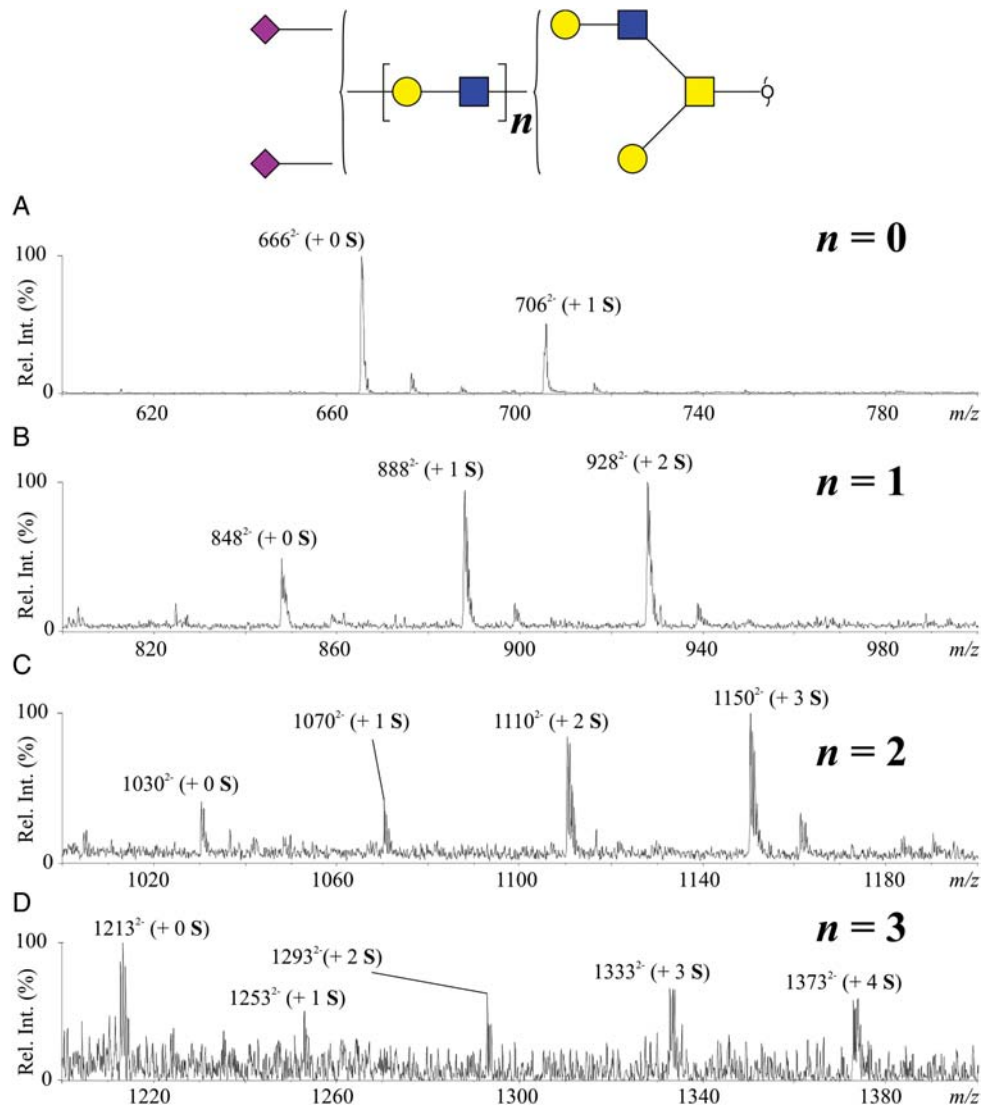 n
A
n = 0
666²⁻ (+ 0 S)
706²⁻ (+ 1 S)
Rel. Int. (%)
100
0
620 660 700 740 780 m/z
B
n = 1
848²⁻ (+ 0 S)
888²⁻ (+ 1 S)
928²⁻ (+ 2 S)
Rel. Int. (%)
100
0
820 860 900 940 980 m/z
C
n = 2
1030²⁻ (+ 0 S)
1070²⁻ (+ 1 S)
1110²⁻ (+ 2 S)
1150²⁻ (+ 3 S)
Rel. Int. (%)
100
0
1020 1060 1100 1140 1180 m/z
D
n = 3
1213²⁻ (+ 0 S)
1253²⁻ (+ 1 S)
1293²⁻ (+ 2 S)
1333²⁻ (+ 3 S)
1373²⁻ (+ 4 S)
Rel. Int. (%)
100
0
1220 1260 1300 1340 1380 m/z